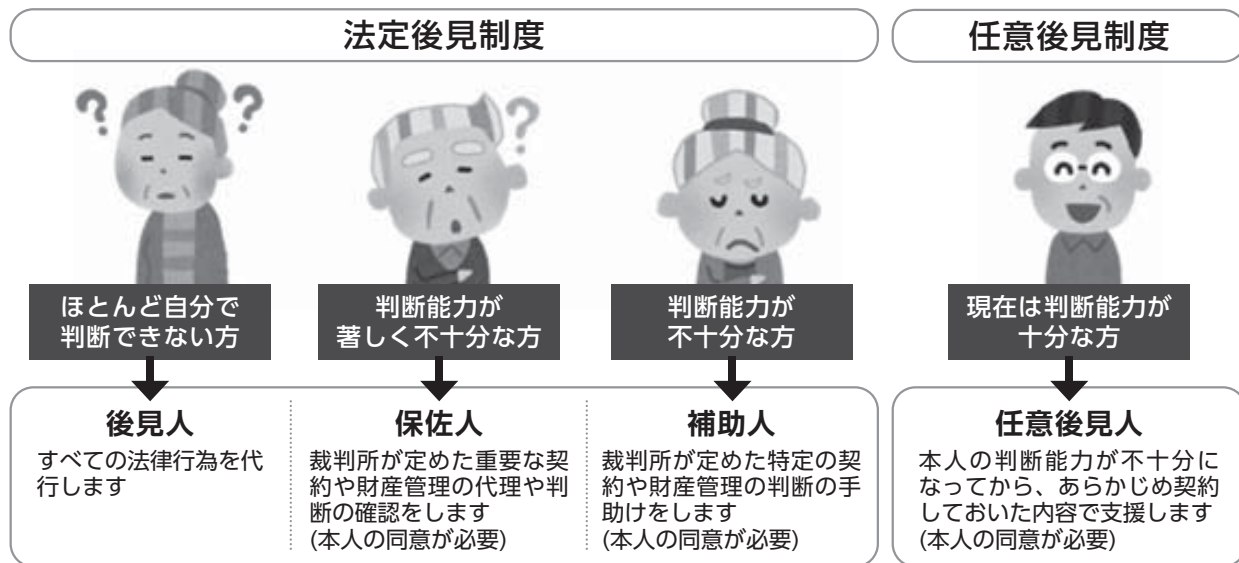 法定後見制度
任意後見制度
?
?
?
ほとんど自分で
判断できない方
判断能力が
著しく不十分な方
判断能力が
不十分な方
現在は判断能力が
十分な方
後見人
すべての法律行為を代
行します
保佐人
裁判所が定めた重要な契
約や財産管理の代理や判
断の確認をします
(本人の同意が必要)
補助人
裁判所が定めた特定の契
約や財産管理の判断の手
助けをします
(本人の同意が必要)
任意後見人
本人の判断能力が不十分に
なってから、あらかじめ契約
しておいた内容で支援します
(本人の同意が必要)